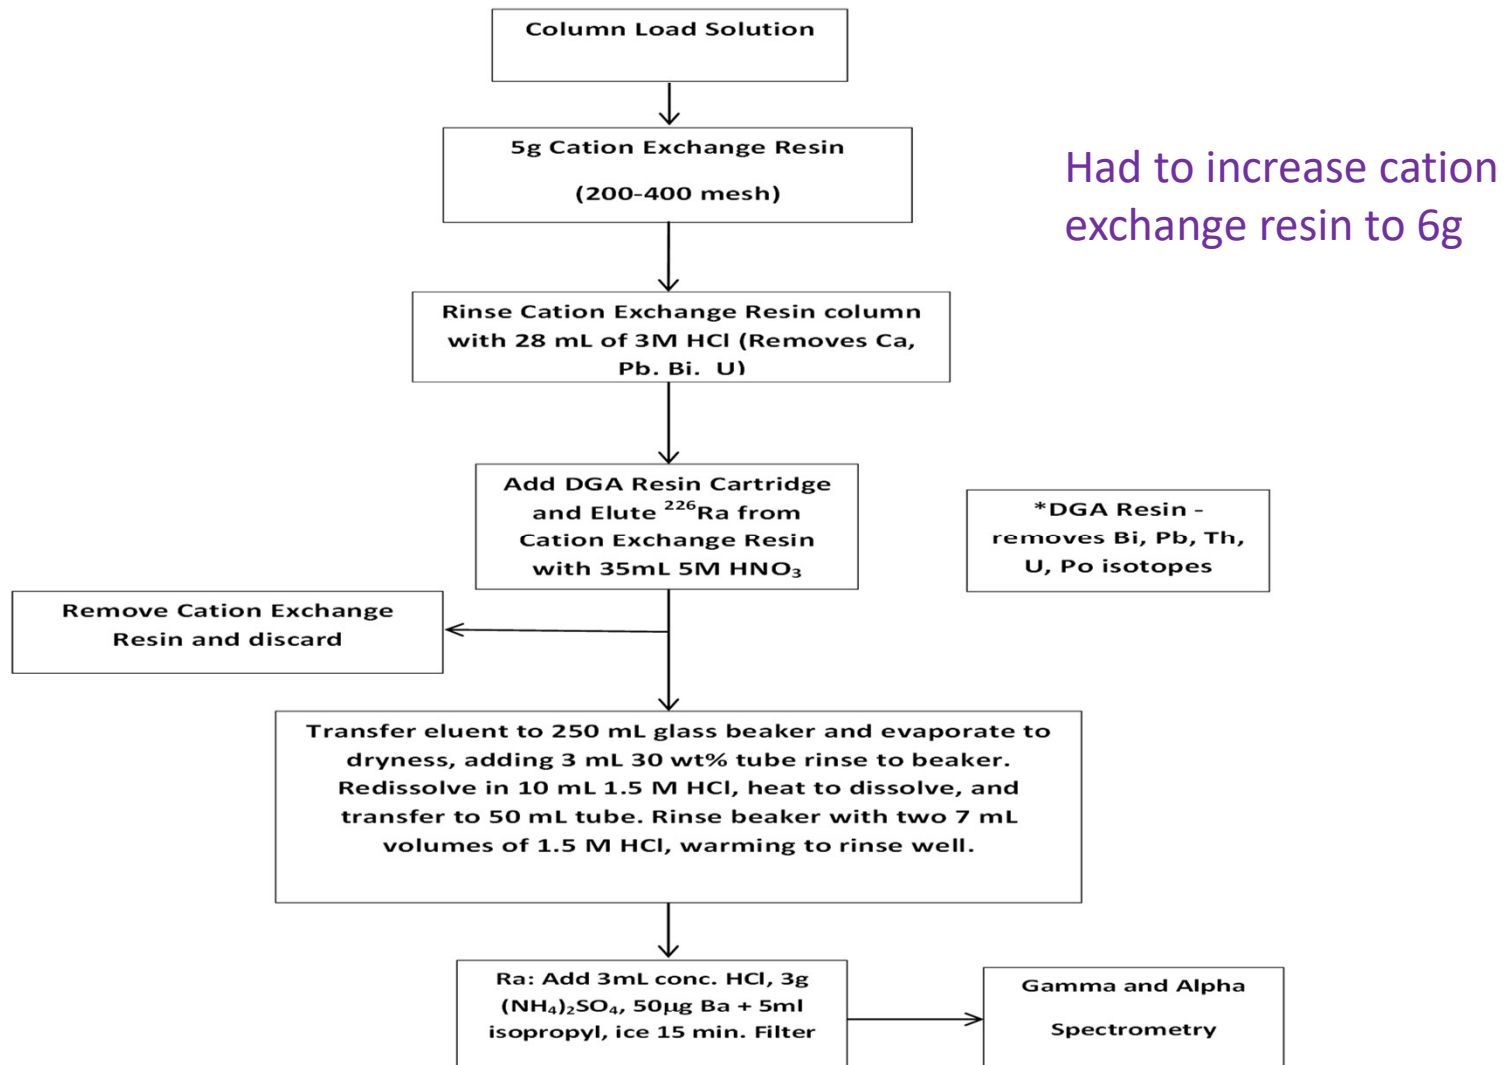 Column Load Solution
5g Cation Exchange Resin
(200-400 mesh)
Had to increase cation
exchange resin to 6g
Rinse Cation Exchange Resin column
with 28 mL of 3M HCl (Removes Ca,
Pb, Bi, U)
Add DGA Resin Cartridge
and Elute ²²⁶Ra from
Cation Exchange Resin
with 35mL 5M HNO₃
*DGA Resin -
removes Bi, Pb, Th,
U, Po isotopes
Remove Cation Exchange
Resin and discard
Transfer eluent to 250 mL glass beaker and evaporate to
dryness, adding 3 mL 30 wt% tube rinse to beaker.
Redissolve in 10 mL 1.5 M HCl, heat to dissolve, and
transfer to 50 mL tube. Rinse beaker with two 7 mL
volumes of 1.5 M HCl, warming to rinse well.
Ra: Add 3mL conc. HCl, 3g
(NH₄)₂SO₄, 50µg Ba + 5ml
isopropyl, ice 15 min. Filter
Gamma and Alpha
Spectrometry